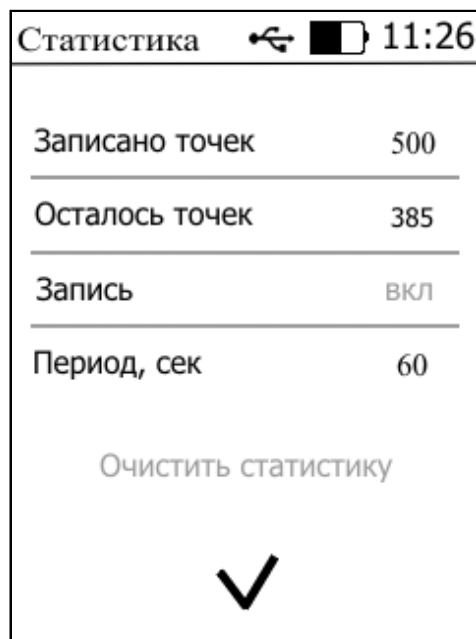 Статистика 11:26
Записано точек 500
Осталось точек 385
Запись вкл
Период, сек 60
Очистить статистику